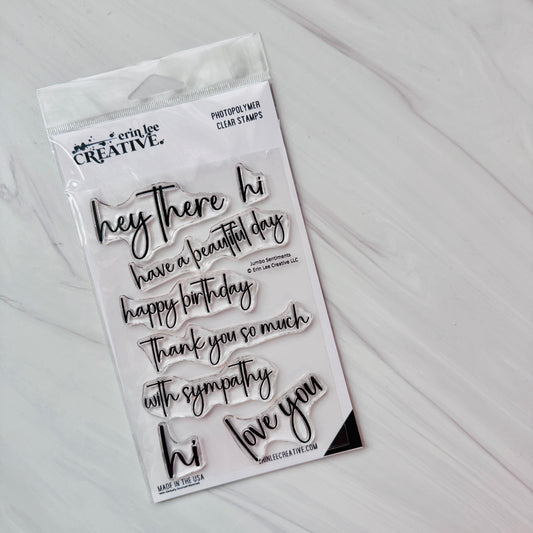 erin lee
CREATIVE
PHOTOPOLYMER
CLEAR STAMPS
hey there
hi
have a beautiful day
Jumbo Sentiments
© Erin Lee Creative LLC
happy birthday
thank you so much
with sympathy
love you
hi
ERINLEECREATIVE.COM
MADE IN THE USA